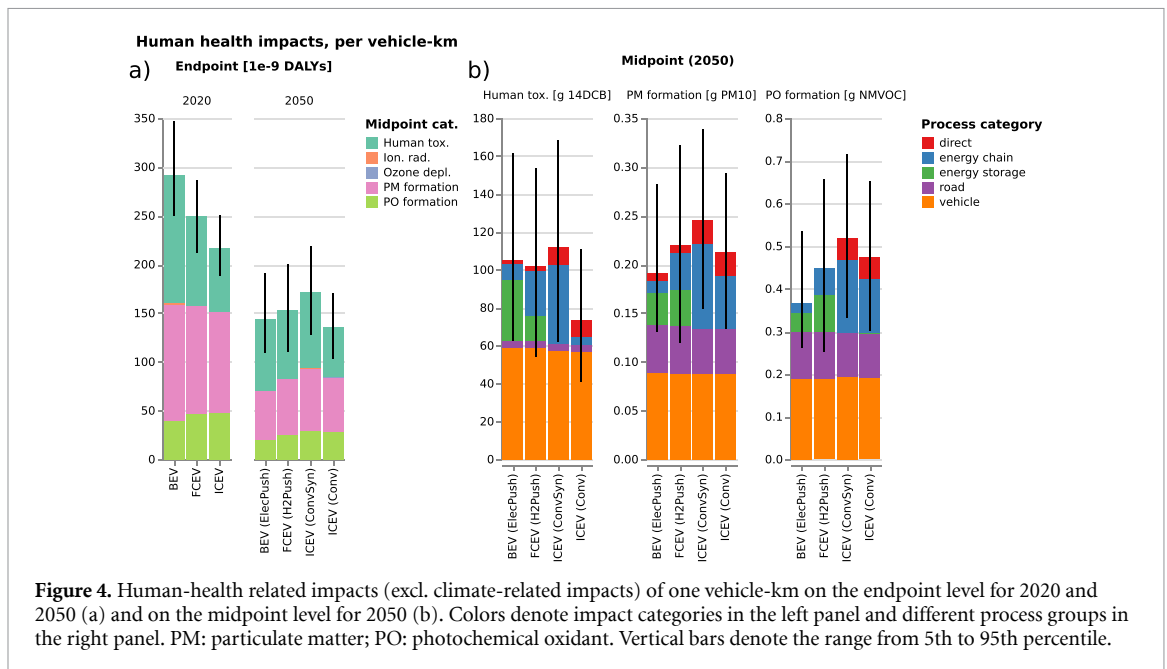 Human health impacts, per vehicle-km
a)
Endpoint [1e-9 DALYs]
2020
2050
350
300
250
200
150
100
50
0
BEV
FCEV
ICEV
BEV (ElecPush)
FCEV (H2Push)
ICEV (ConvSyn)
ICEV (Conv)
Midpoint cat.
Human tox.
Ion. rad.
Ozone depl.
PM formation
PO formation
b)
Midpoint (2050)
Human tox. [g 14DCB]
180
160
140
120
100
80
60
40
20
0
BEV (ElecPush)
FCEV (H2Push)
ICEV (ConvSyn)
ICEV (Conv)
PM formation [g PM10]
0.35
0.30
0.25
0.20
0.15
0.10
0.05
0.00
BEV (ElecPush)
FCEV (H2Push)
ICEV (ConvSyn)
ICEV (Conv)
PO formation [g NMVOC]
0.8
0.7
0.6
0.5
0.4
0.3
0.2
0.1
0.0
BEV (ElecPush)
FCEV (H2Push)
ICEV (ConvSyn)
ICEV (Conv)
Process category
direct
energy chain
energy storage
road
vehicle
Figure 4. Human-health related impacts (excl. climate-related impacts) of one vehicle-km on the endpoint level for 2020 and
2050 (a) and on the midpoint level for 2050 (b). Colors denote impact categories in the left panel and different process groups in
the right panel. PM: particulate matter; PO: photochemical oxidant. Vertical bars denote the range from 5th to 95th percentile.